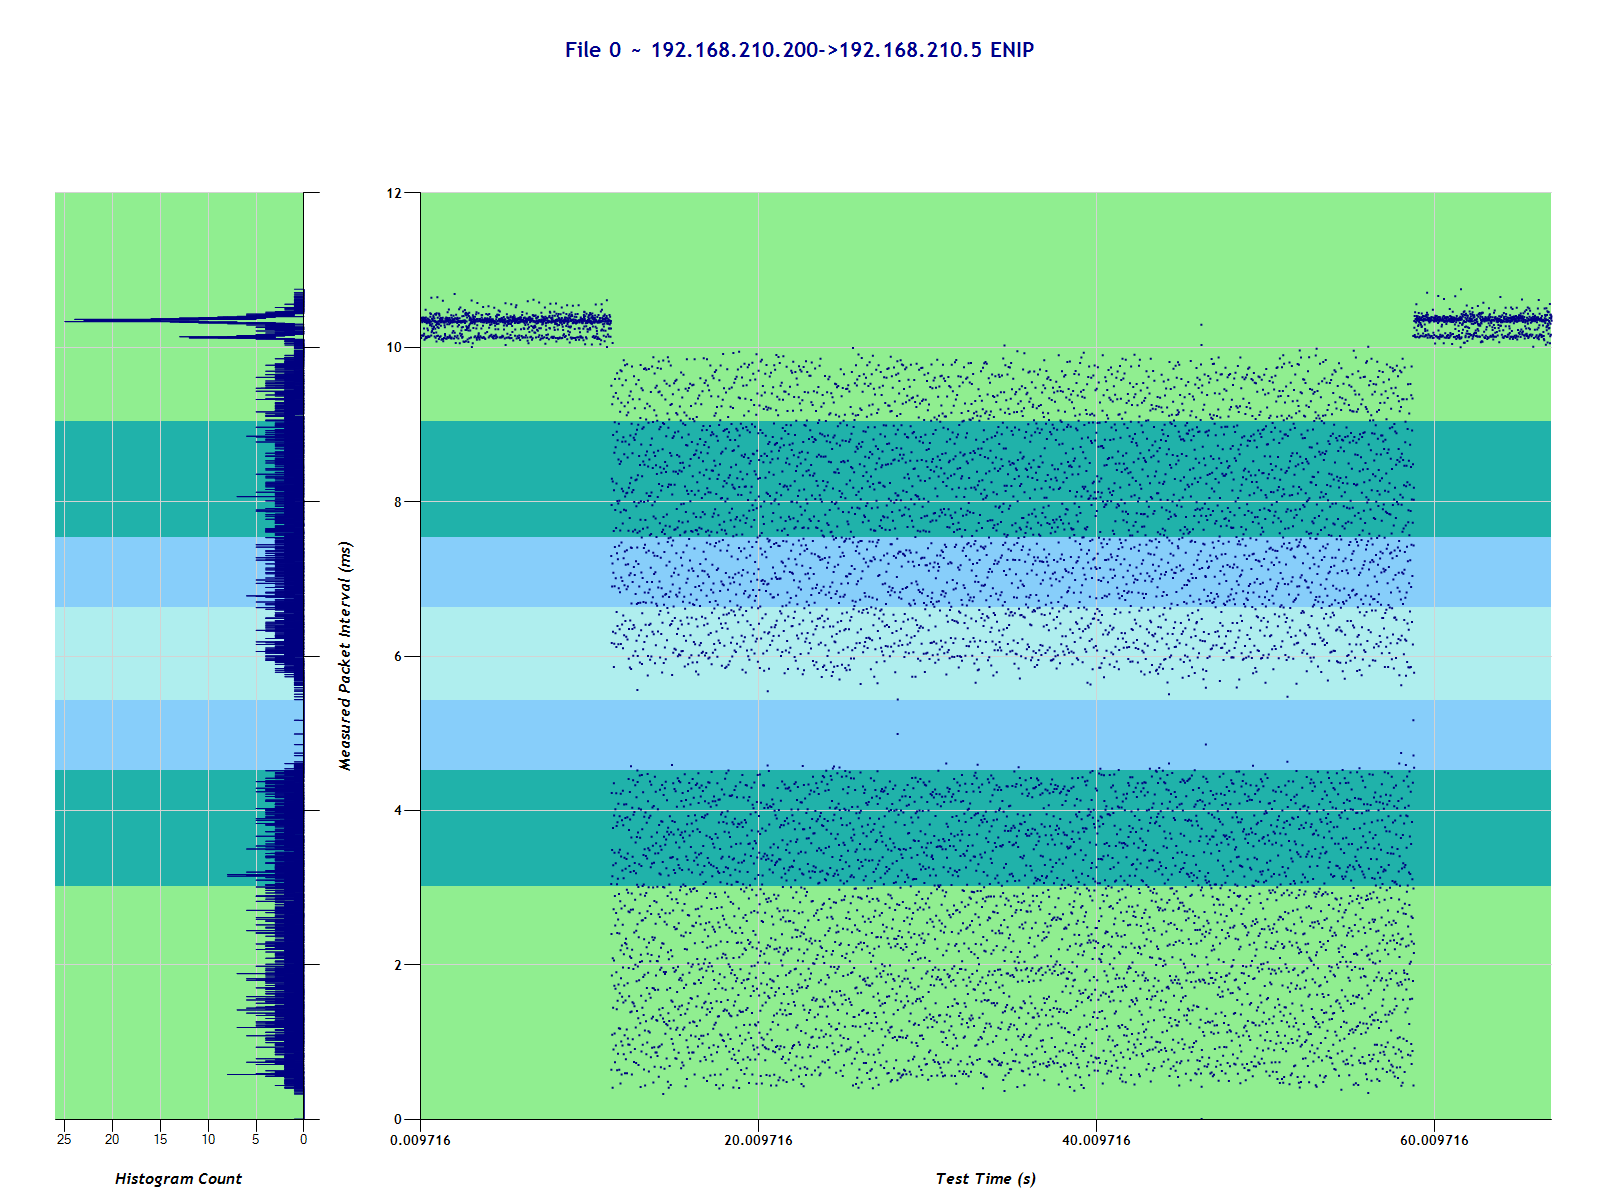 File 0 ~ 192.168.210.200->192.168.210.5 ENIP
12
10
8
6
4
2
0
Measured Packet Interval (ms)
25 20 15 10 5 0
0.009716 20.009716 40.009716 60.009716
Histogram Count
Test Time (s)